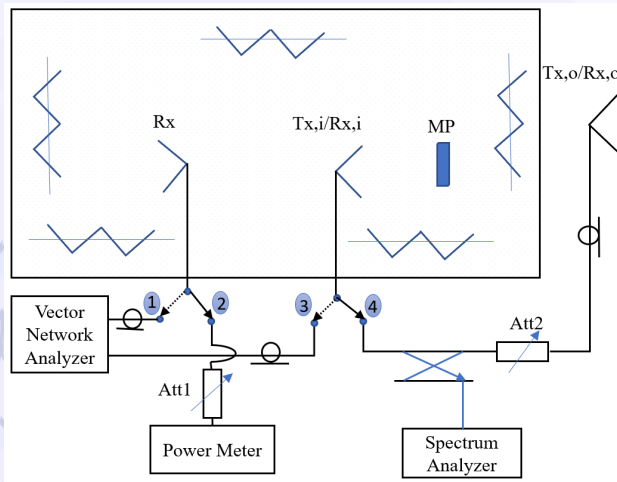 Tx,o/Rx,o
Rx
Tx,i/Rx,i
MP
1
2
3
4
Vector
Network
Analyzer
Att1
Att2
Power Meter
Spectrum
Analyzer